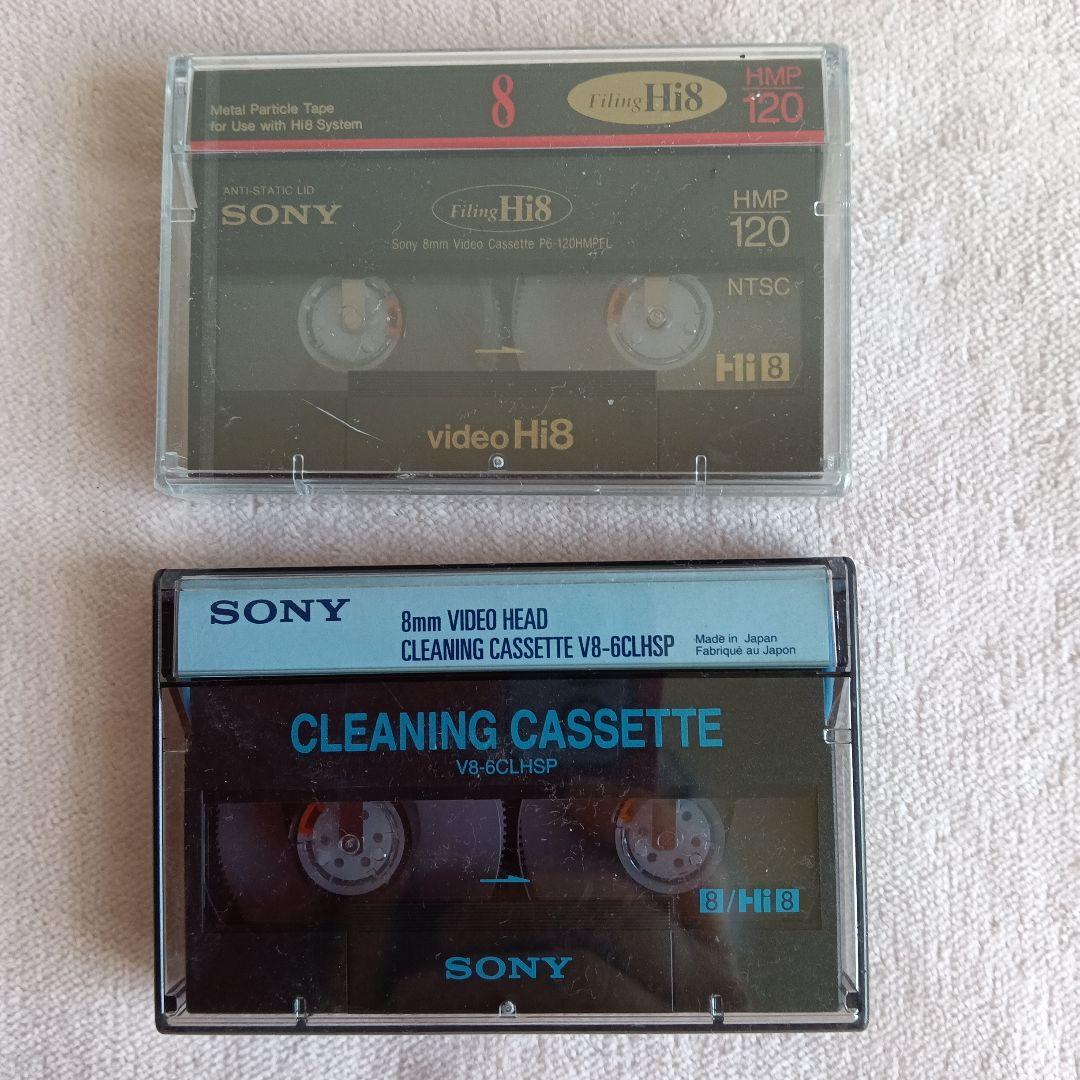 Metal Particle Tape
for Use with Hi8 System
8
Filing Hi8
HMP
120
ANTI-STATIC LID
SONY
Filing Hi8
HMP
120
Sony 8mm Video Cassette P6-120HMPFL
NTSC
Hi8
video Hi8
SONY
8mm VIDEO HEAD
CLEANING CASSETTE V8-6CLHSP
Made in Japan
Fabriqué au Japon
CLEANING CASSETTE
V8-6CLHSP
8/Hi8
SONY